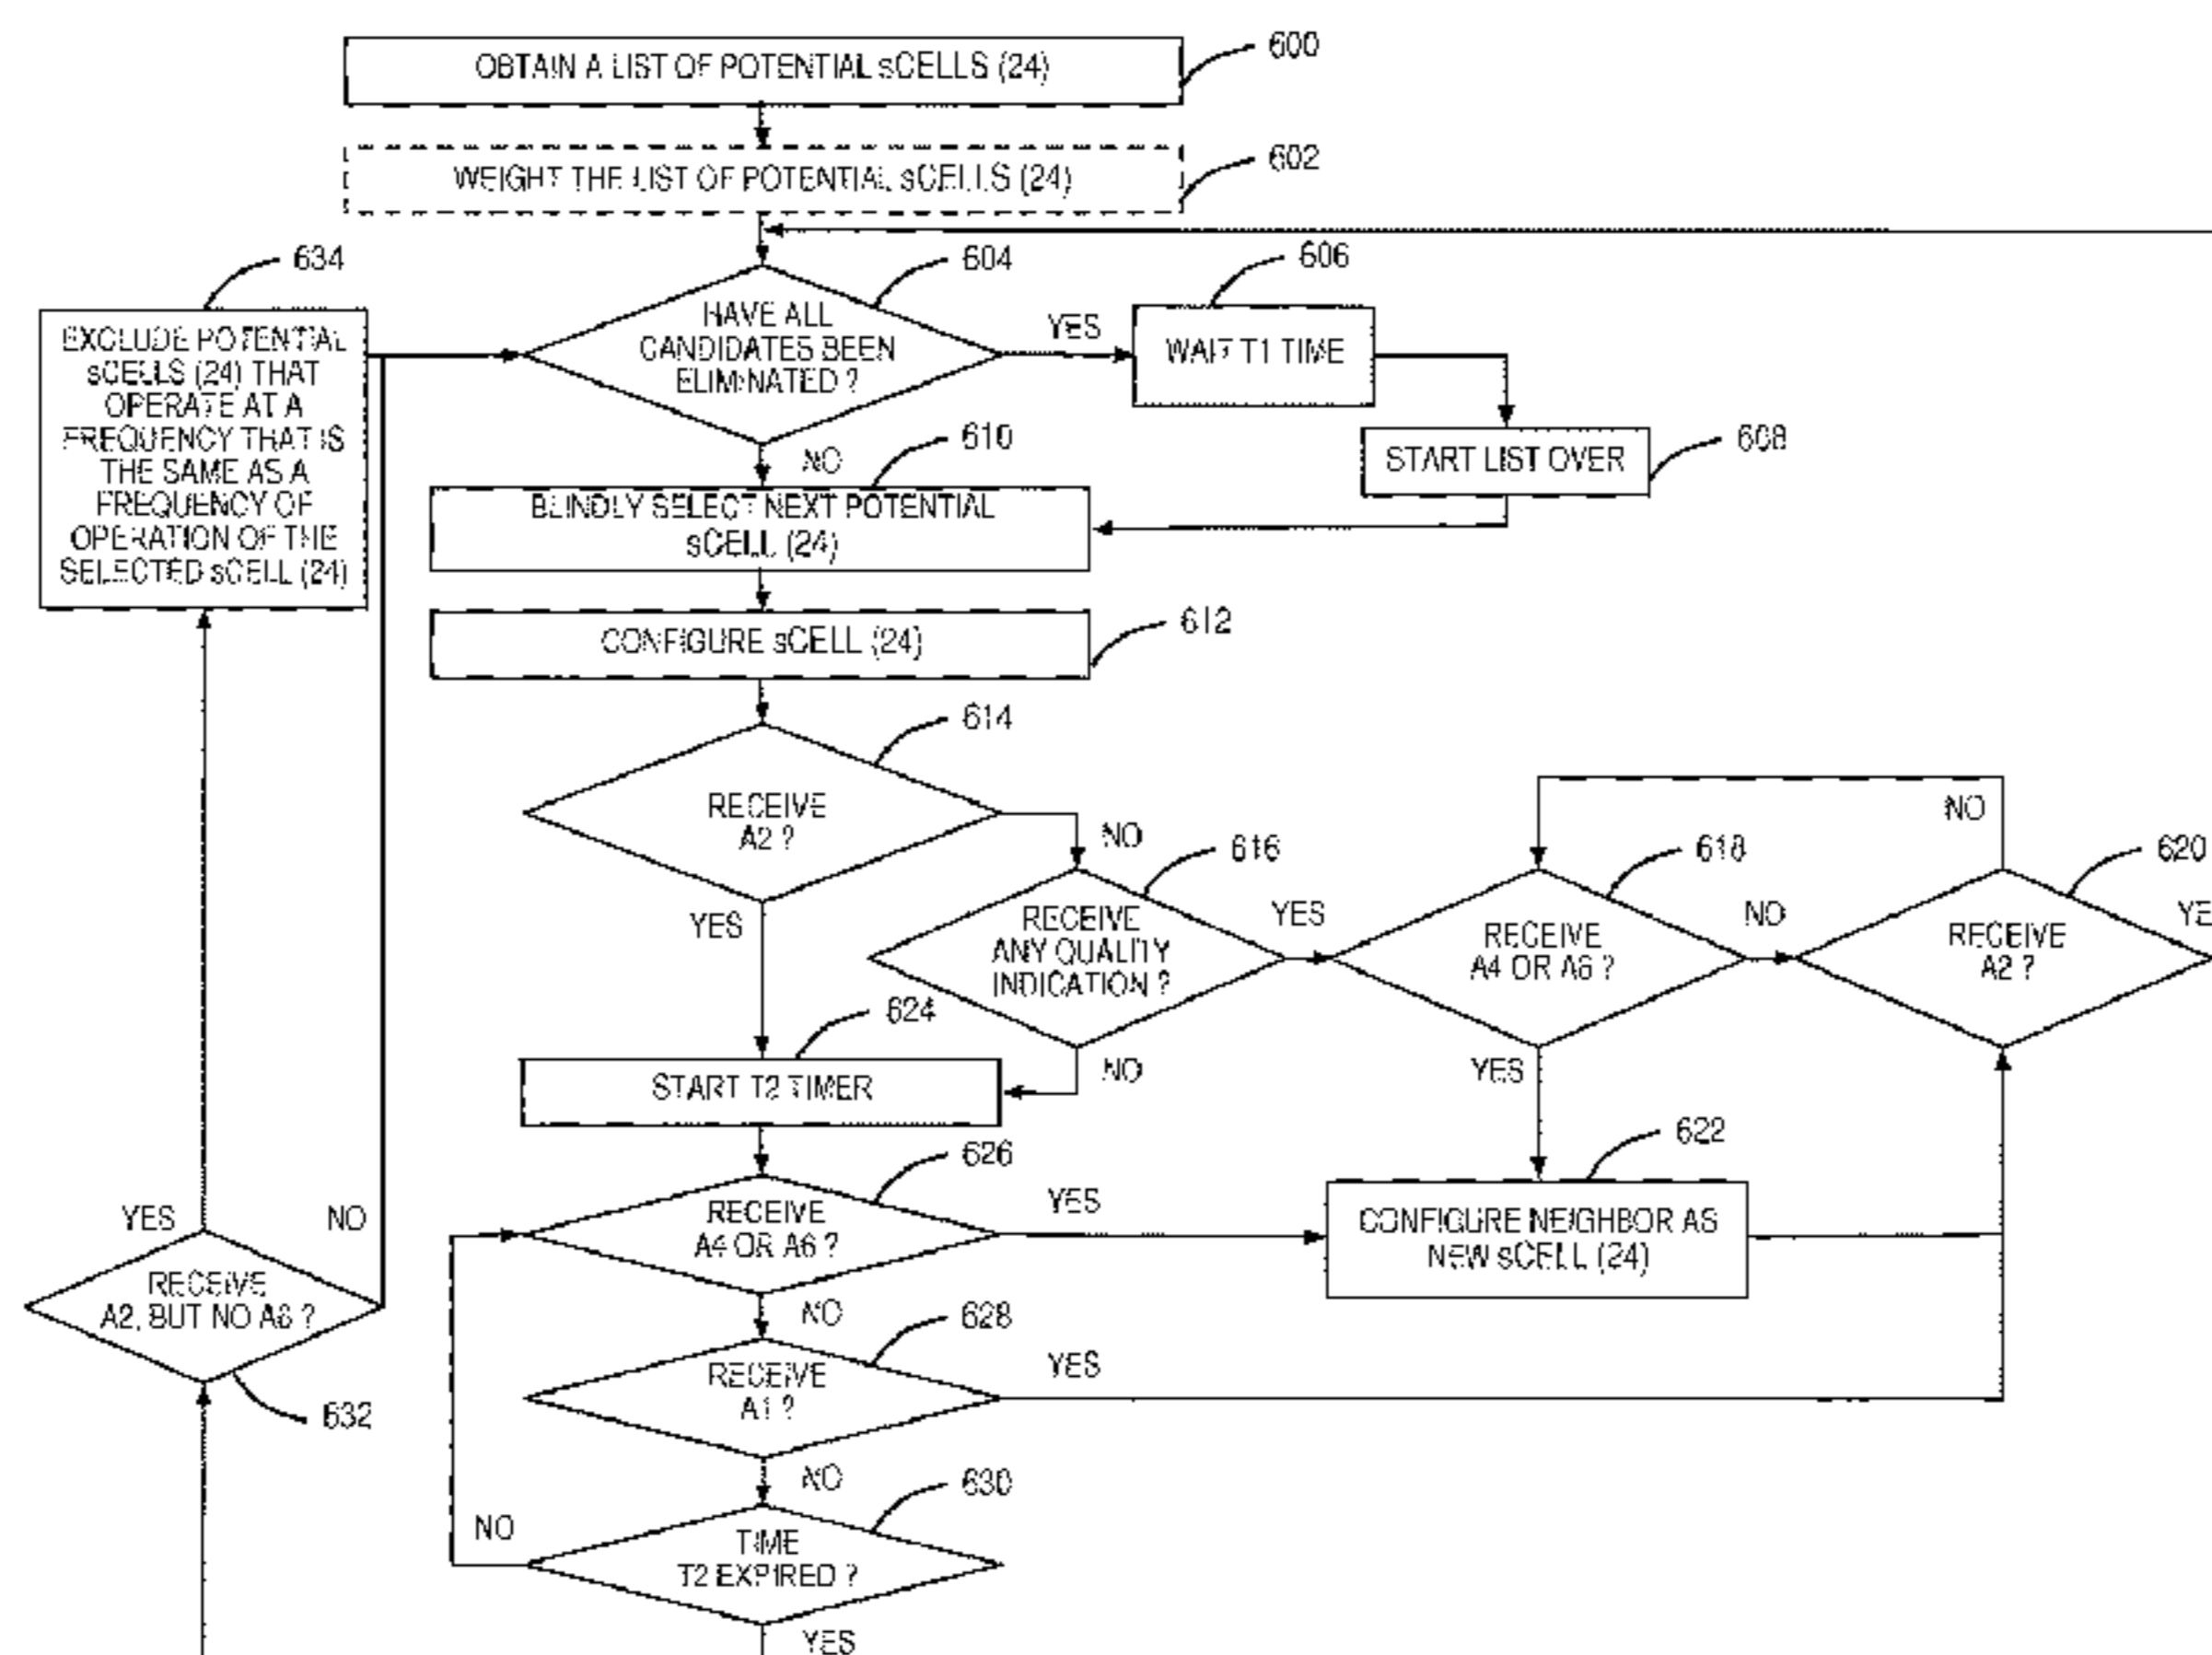 OBTAIN A LIST OF POTENTIAL sCELLS (24)
600
WEIGHT THE LIST OF POTENTIAL sCELLS (24)
602
634
EXCLUDE POTENTIAL
sCELLS (24) THAT
OPERATE AT A
FREQUENCY THAT IS
THE SAME AS A
FREQUENCY OF
OPERATION OF THE
SELECTED sCELL (24)
604
HAVE ALL
CANDIDATES BEEN
ELIMINATED ?
YES
606
WAIT T1 TIME
608
START LIST OVER
NO
610
BLINDLY SELECT NEXT POTENTIAL
sCELL (24)
612
CONFIGURE sCELL (24)
614
RECEIVE
A2 ?
NO
616
RECEIVE
ANY QUALITY
INDICATION ?
YES
618
RECEIVE
A4 OR A6 ?
NO
NO
620
RECEIVE
A2 ?
YE
YES
624
START T2 TIMER
NO
YES
622
CONFIGURE NEIGHBOR AS
NEW sCELL (24)
626
RECEIVE
A4 OR A6 ?
YES
NO
628
RECEIVE
A1 ?
YES
NO
630
TIME
T2 EXPIRED ?
NO
YES
YES
NO
RECEIVE
A2, BUT NO A6 ?
632